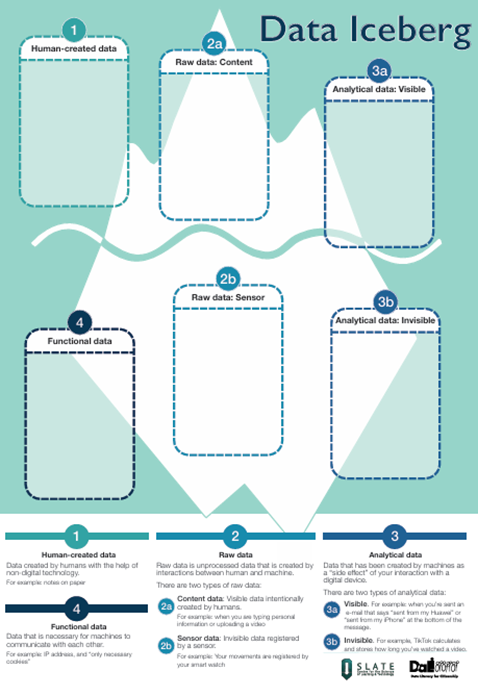 Data Iceberg
1
Human-created data
2a
Raw data: Content
3a
Analytical data: Visible
2b
Raw data: Sensor
3b
Analytical data: Invisible
4
Functional data
1
Human-created data
Data created by humans with the help of
non-digital technology.
For example: notes on paper
4
Functional data
Data that is necessary for machines to
communicate with each other.
For example: IP address, and "only necessary
cookies"
2
Raw data
Raw data is unprocessed data that is created by
interactions between human and machine.
There are two types of raw data:
2a
Content data: Visible data intentionally
created by humans.
For example: when you are typing personal
information or uploading a video
2b
Sensor data: Invisible data registered
by a sensor.
For example: Your movements are registered by
your smart watch
3
Analytical data
Data that has been created by machines as
a "side effect" of your interaction with a
digital device.
There are two types of analytical data:
3a
Visible. For example: when you're sent an
e-mail that says "sent from my Huawei" or
"sent from my iPhone" at the bottom of the
message.
3b
Invisible. For example, TikTok calculates
and stores how long you've watched a video.
SLATE